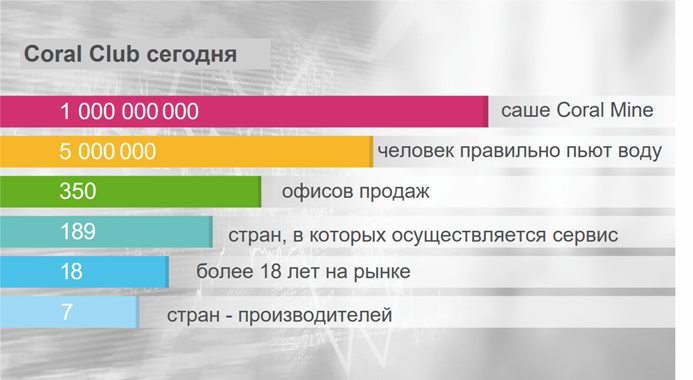 Coral Club сегодня
1 000 000 000 саше Coral Mine
5 000 000 человек правильно пьют воду
350 офисов продаж
189 стран, в которых осуществляется сервис
18 более 18 лет на рынке
7 стран - производителей